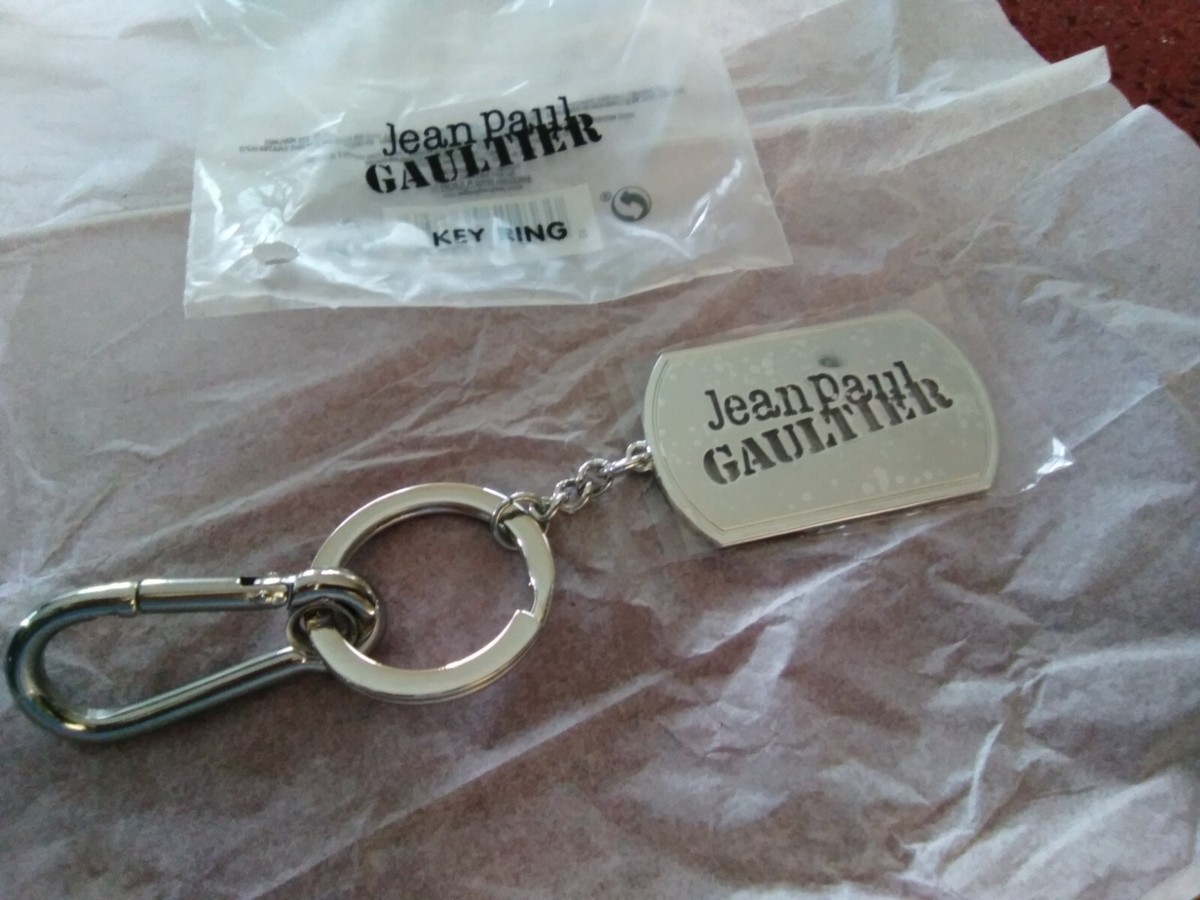 Jean Paul
GAULTIER
®
KEY RING
Jean Paul
GAULTIER